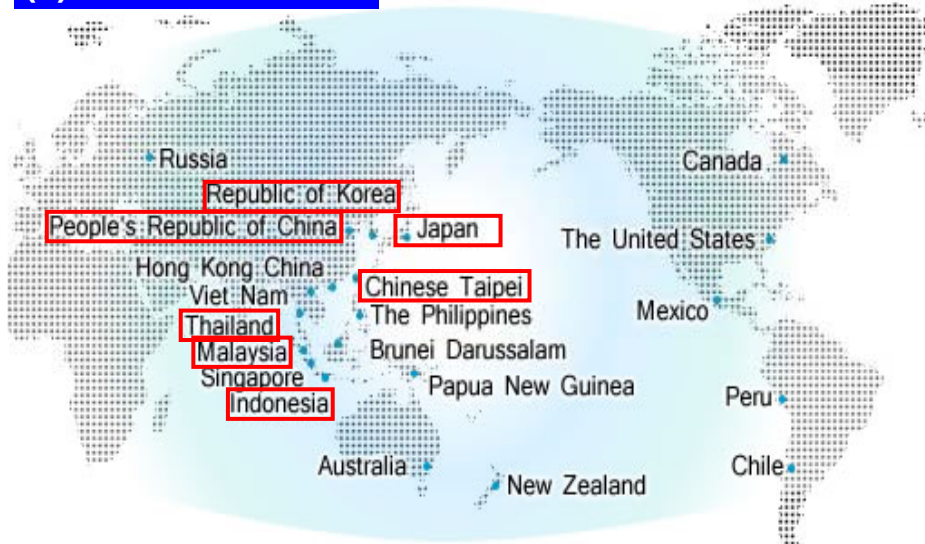 Russia
Canada
Republic of Korea
People's Republic of China
Japan
The United States
Hong Kong China
Chinese Taipei
Viet Nam
Mexico
The Philippines
Thailand
Malaysia
Brunei Darussalam
Singapore
Papua New Guinea
Indonesia
Peru
Australia
Chile
New Zealand